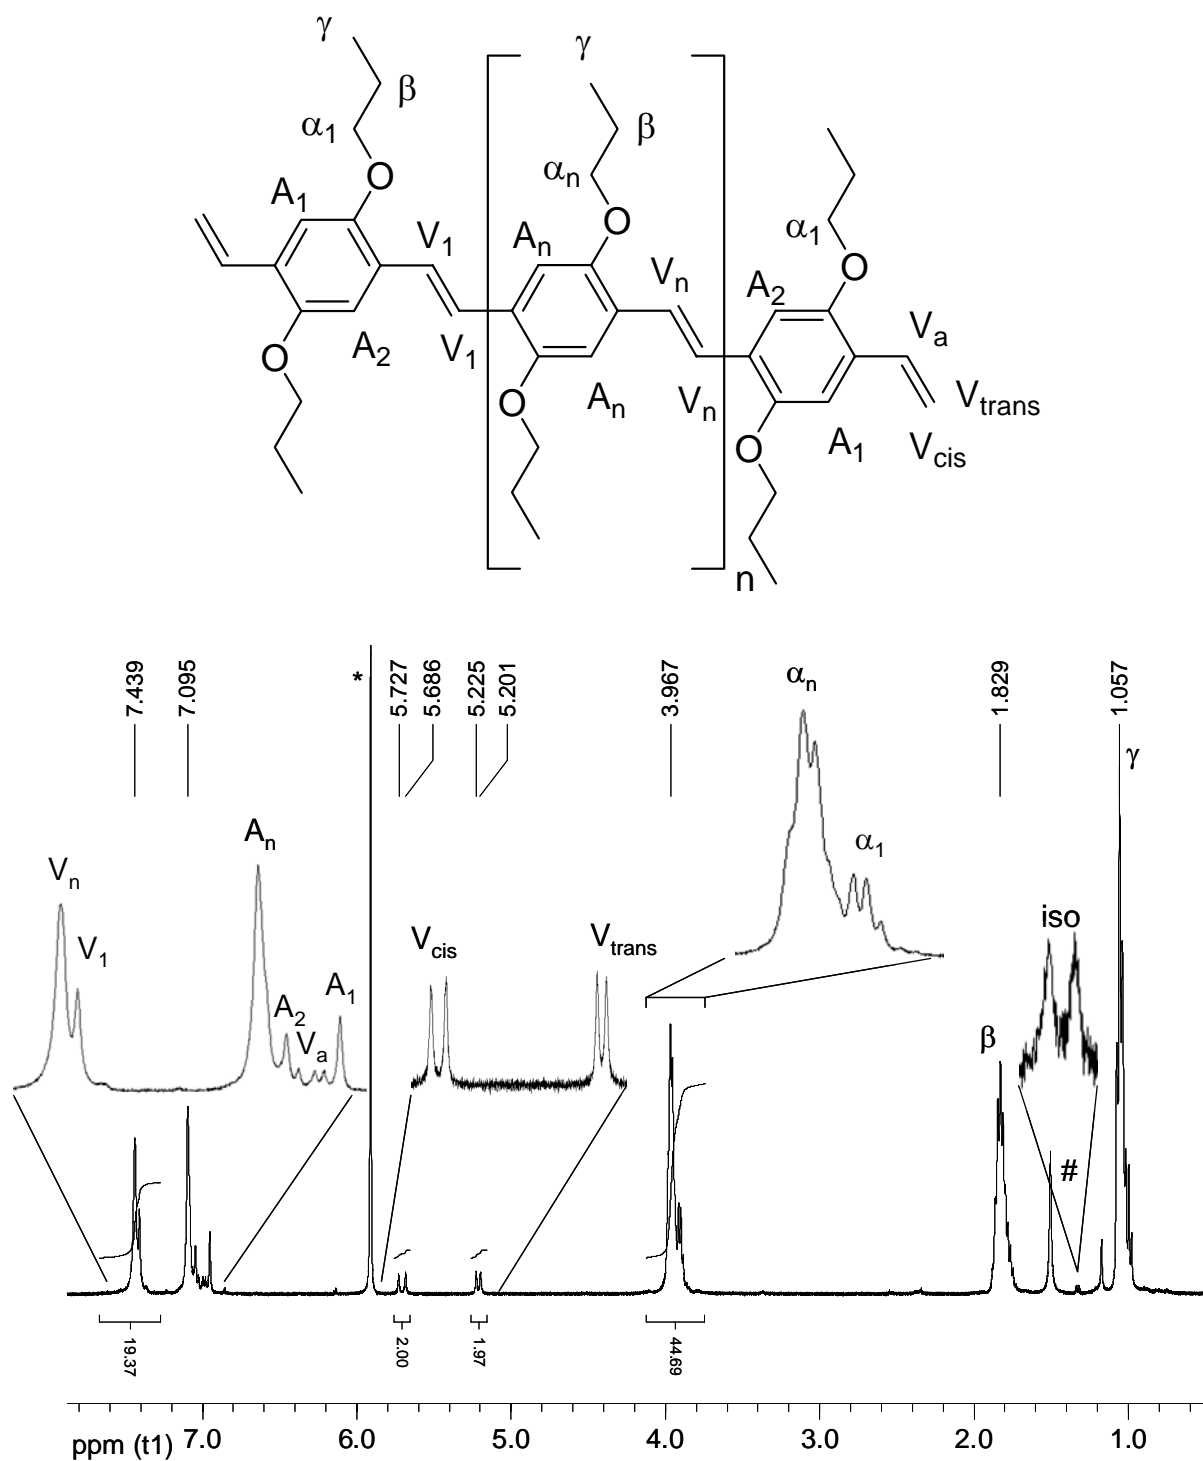 γ
β
α1
O
A1
V1
A2
V1
O
γ
β
αn
O
An
Vn
An
Vn
O
n
α1
O
A2
Va
Vtrans
Vcis
A1
O
7.439
7.095
*
5.727
5.686
5.225
5.201
3.967
1.829
1.057
αn
α1
γ
Vn
V1
An
A2
Va
A1
Vcis
Vtrans
iso
β
#
19.37
2.00
1.97
44.69
ppm (t1) 7.0 6.0 5.0 4.0 3.0 2.0 1.0